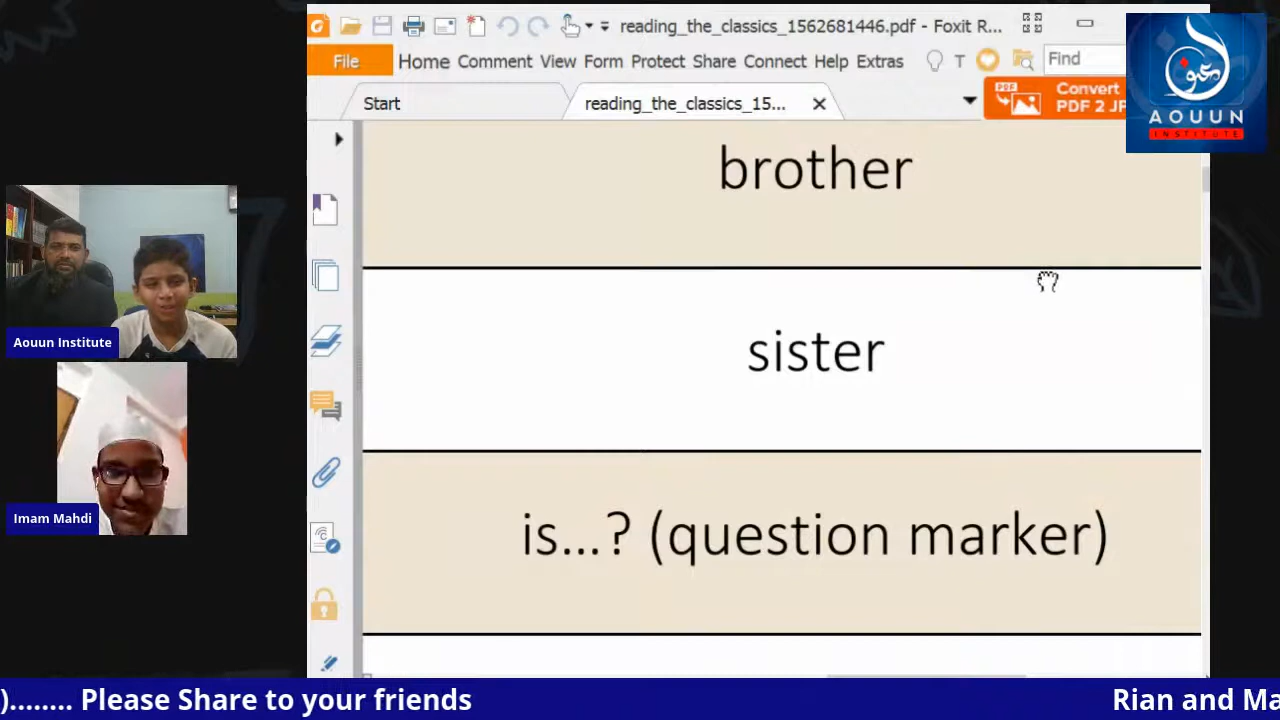 reading_the_classics_1562681446.pdf - Foxit R...
File Home Comment View Form Protect Share Connect Help Extras
Find
Start
reading_the_classics_15...
PDF
Convert
PDF 2 JP
عون
AOUUN
INSTITUTE
brother
sister
is...? (question marker)
Aouun Institute
Imam Mahdi
)........ Please Share to your friends
Rian and Ma